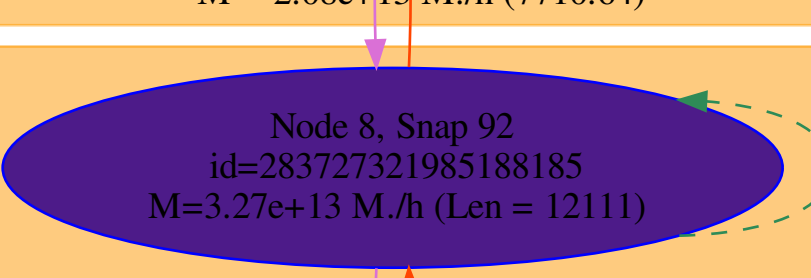 Node 8, Snap 92
id=283727321985188185
M=3.27e+13 M./h (Len = 12111)